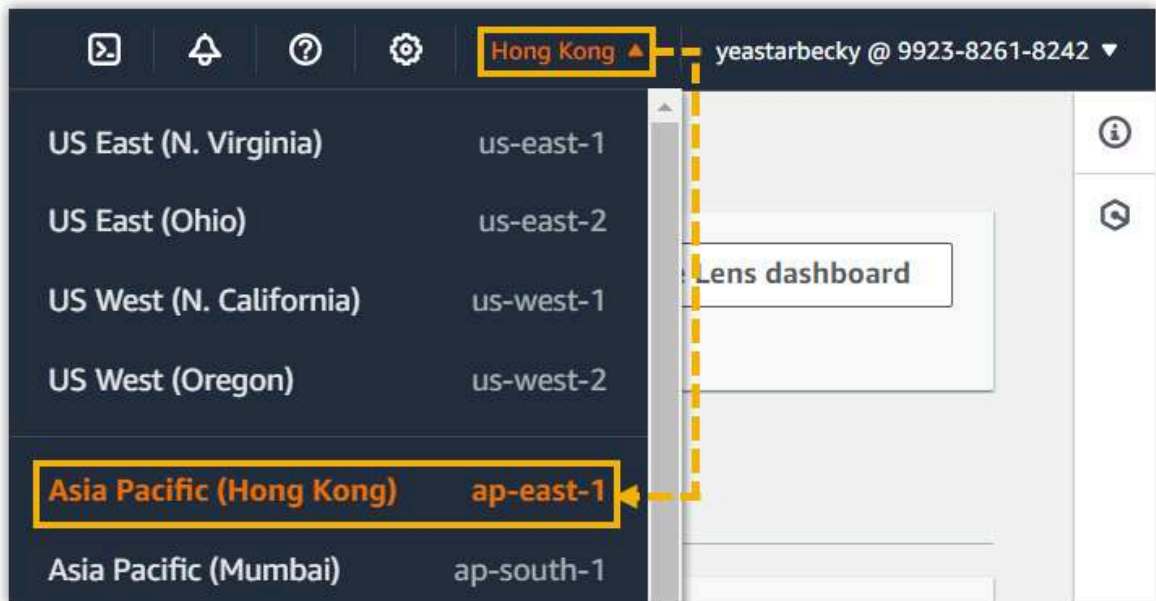 Hong Kong ▲ yeastarbecky @ 9923-8261-8242 ▼
US East (N. Virginia) us-east-1
US East (Ohio) us-east-2
Lens dashboard
US West (N. California) us-west-1
US West (Oregon) us-west-2
Asia Pacific (Hong Kong) ap-east-1
Asia Pacific (Mumbai) ap-south-1